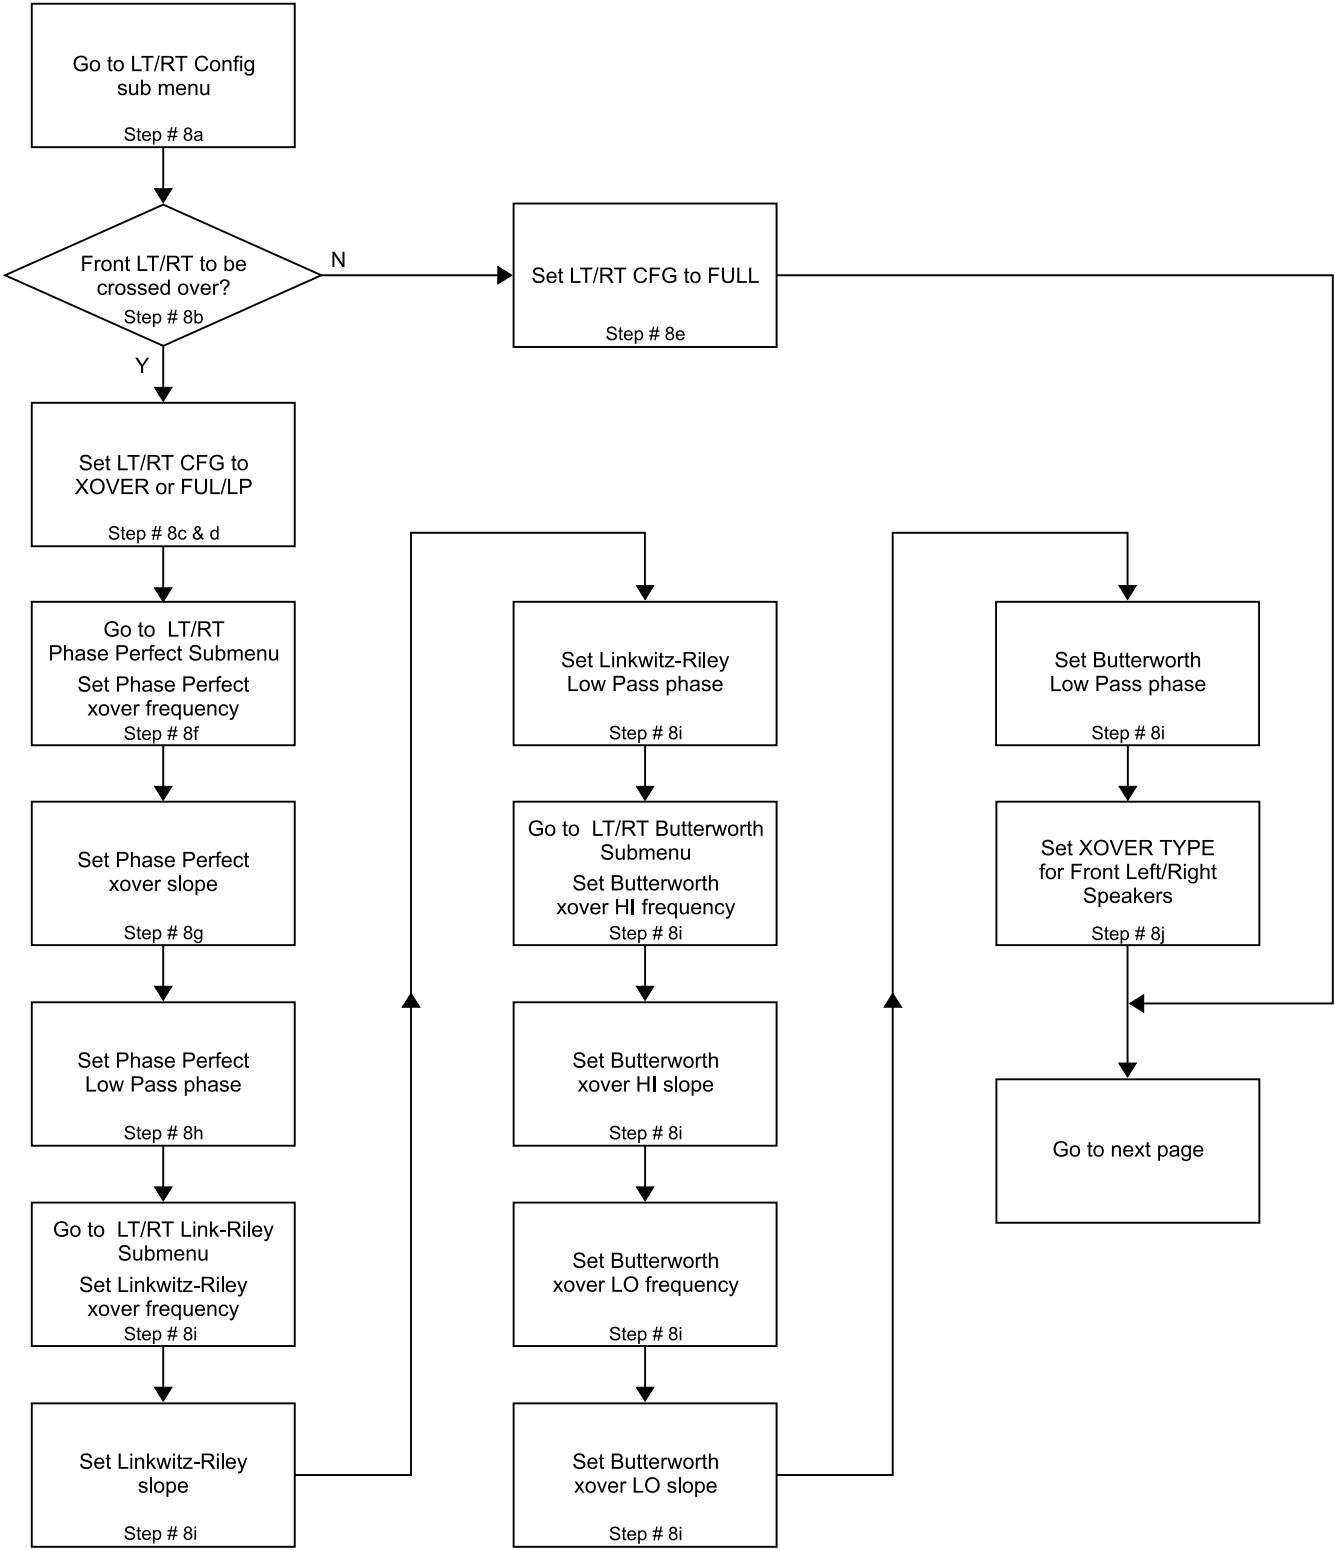 Go to LT/RT Config
sub menu
Step # 8a
Front LT/RT to be
crossed over?
Step # 8b
N
Y
Set LT/RT CFG to FULL
Step # 8e
Set LT/RT CFG to
XOVER or FUL/LP
Step # 8c & d
Go to LT/RT
Phase Perfect Submenu
Set Phase Perfect
xover frequency
Step # 8f
Set Phase Perfect
xover slope
Step # 8g
Set Phase Perfect
Low Pass phase
Step # 8h
Go to LT/RT Link-Riley
Submenu
Set Linkwitz-Riley
xover frequency
Step # 8i
Set Linkwitz-Riley
slope
Step # 8i
Set Linkwitz-Riley
Low Pass phase
Step # 8i
Go to LT/RT Butterworth
Submenu
Set Butterworth
xover HI frequency
Step # 8i
Set Butterworth
xover HI slope
Step # 8i
Set Butterworth
xover LO frequency
Step # 8i
Set Butterworth
xover LO slope
Step # 8i
Set Butterworth
Low Pass phase
Step # 8i
Set XOVER TYPE
for Front Left/Right
Speakers
Step # 8j
Go to next page